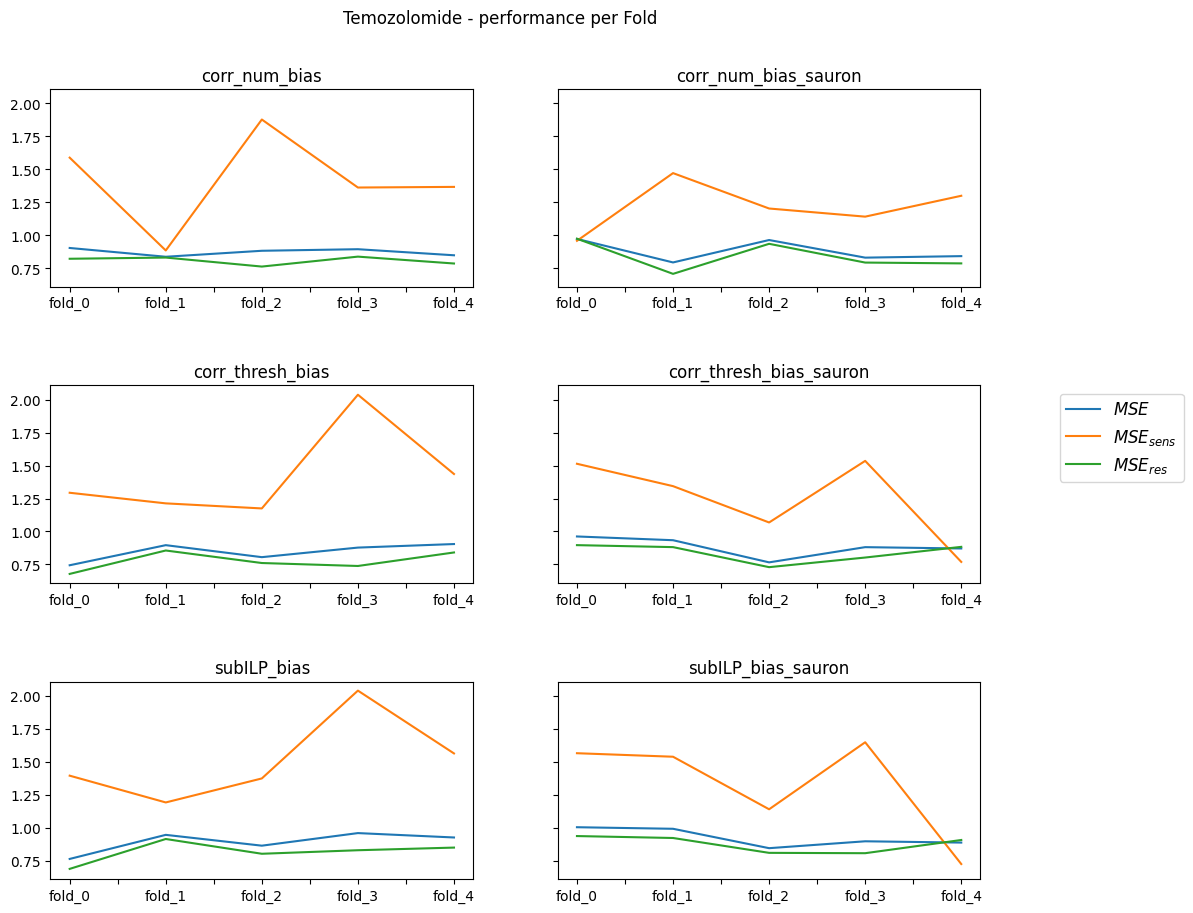 Temozolomide - performance per Fold
corr_num_bias
corr_num_bias_sauron
2.00
1.75
1.50
1.25
1.00
0.75
fold_0 fold_1 fold_2 fold_3 fold_4
fold_0 fold_1 fold_2 fold_3 fold_4
corr_thresh_bias
corr_thresh_bias_sauron
2.00
1.75
1.50
1.25
1.00
0.75
fold_0 fold_1 fold_2 fold_3 fold_4
fold_0 fold_1 fold_2 fold_3 fold_4
MSE
MSE_sens
MSE_res
subILP_bias
subILP_bias_sauron
2.00
1.75
1.50
1.25
1.00
0.75
fold_0 fold_1 fold_2 fold_3 fold_4
fold_0 fold_1 fold_2 fold_3 fold_4